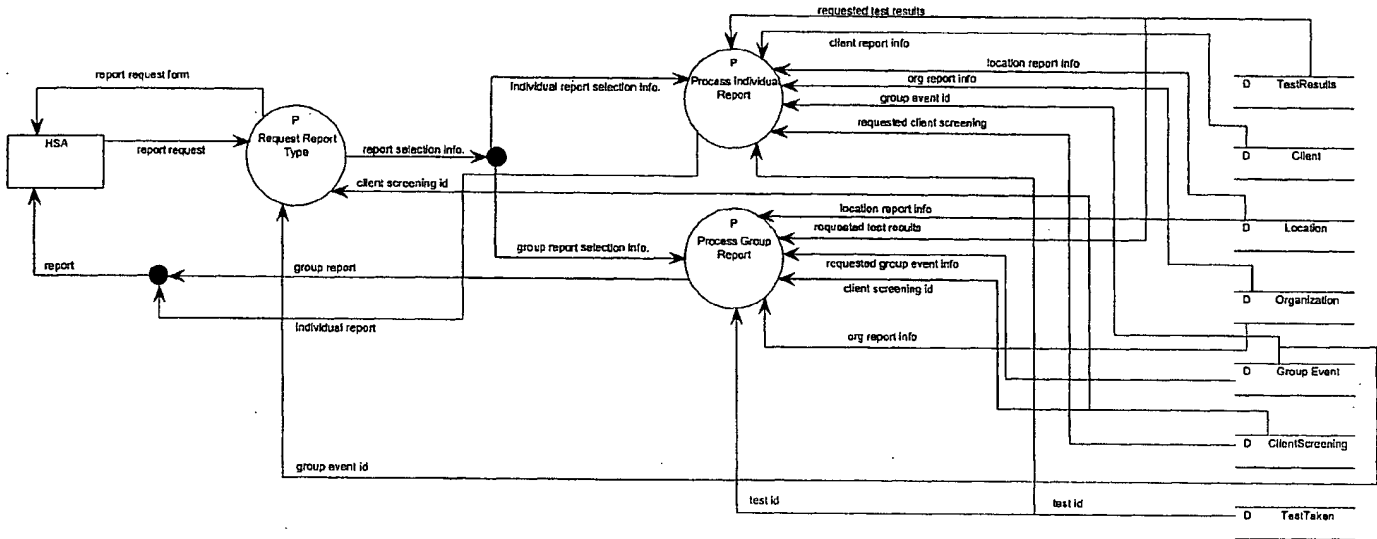 requested test results
client report info
report request form
location report info
org report info
group event id
requested client screening
P
Process Individual
Report
individual report selection info.
D TestResults
HSA
report request
P
Request Report
Type
report selection info.
client screening id
D Client
location report info
requested test results
P
Process Group
Report
group report selection info.
requested group event info
client screening id
D Location
report
group report
individual report
org report info
D Organization
D Group Event
D ClientScreening
group event id
test id
test id
D TestTaken